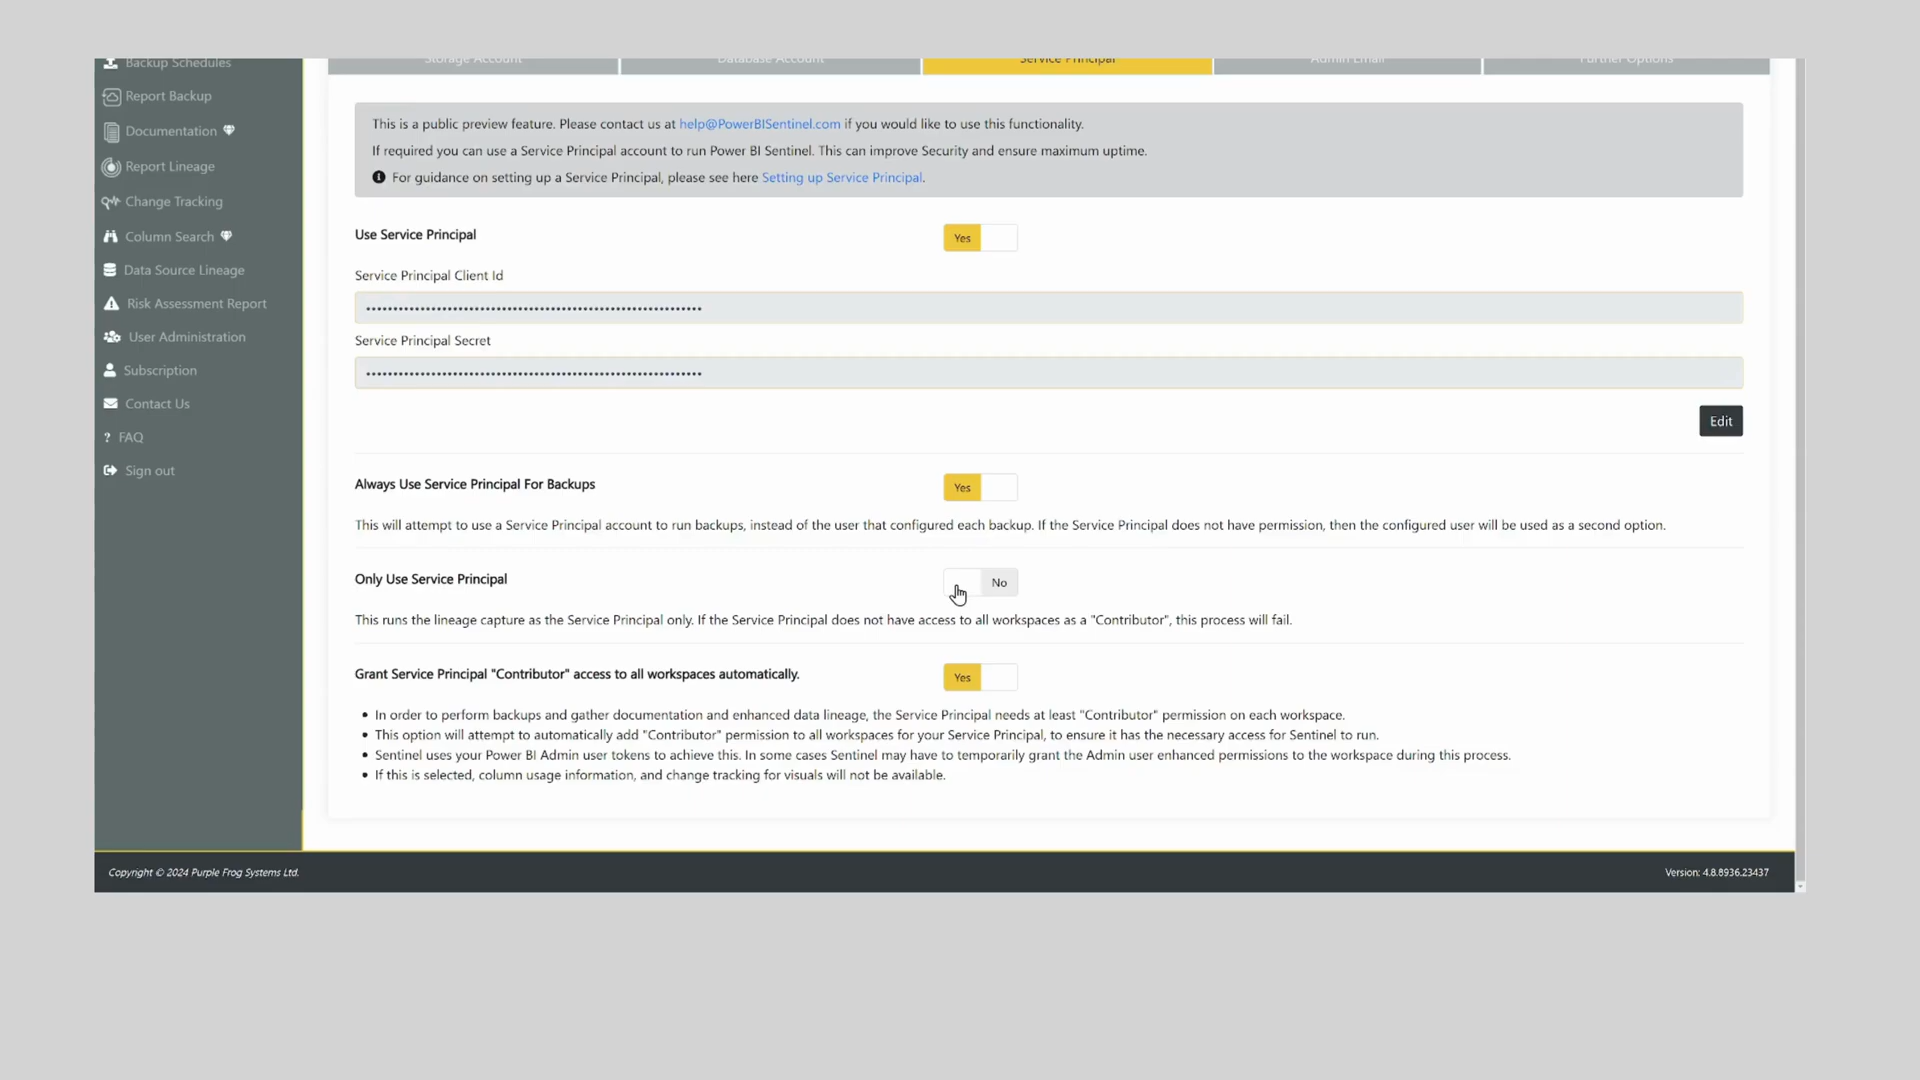 Backup Schedules
Report Backup
Documentation
Report Lineage
Change Tracking
Column Search
Data Source Lineage
Risk Assessment Report
User Administration
Subscription
Contact Us
? FAQ
Sign out
Storage Account Database Account Service Principal Admin Email Further Options
This is a public preview feature. Please contact us at help@PowerBISentinel.com if you would like to use this functionality.
If required you can use a Service Principal account to run Power BI Sentinel. This can improve Security and ensure maximum uptime.
For guidance on setting up a Service Principal, please see here Setting up Service Principal.
Use Service Principal Yes
Service Principal Client Id
••••••••••••••••••••••••••••••••••••••••••••••••••••••••••••••••
Service Principal Secret
••••••••••••••••••••••••••••••••••••••••••••••••••••••••••••••••
Edit
Always Use Service Principal For Backups Yes
This will attempt to use a Service Principal account to run backups, instead of the user that configured each backup. If the Service Principal does not have permission, then the configured user will be used as a second option.
Only Use Service Principal No
This runs the lineage capture as the Service Principal only. If the Service Principal does not have access to all workspaces as a "Contributor", this process will fail.
Grant Service Principal "Contributor" access to all workspaces automatically. Yes
• In order to perform backups and gather documentation and enhanced data lineage, the Service Principal needs at least "Contributor" permission on each workspace.
• This option will attempt to automatically add "Contributor" permission to all workspaces for your Service Principal, to ensure it has the necessary access for Sentinel to run.
• Sentinel uses your Power BI Admin user tokens to achieve this. In some cases Sentinel may have to temporarily grant the Admin user enhanced permissions to the workspace during this process.
• If this is selected, column usage information, and change tracking for visuals will not be available.
Copyright © 2024 Purple Frog Systems Ltd. Version: 4.8.8936.23437